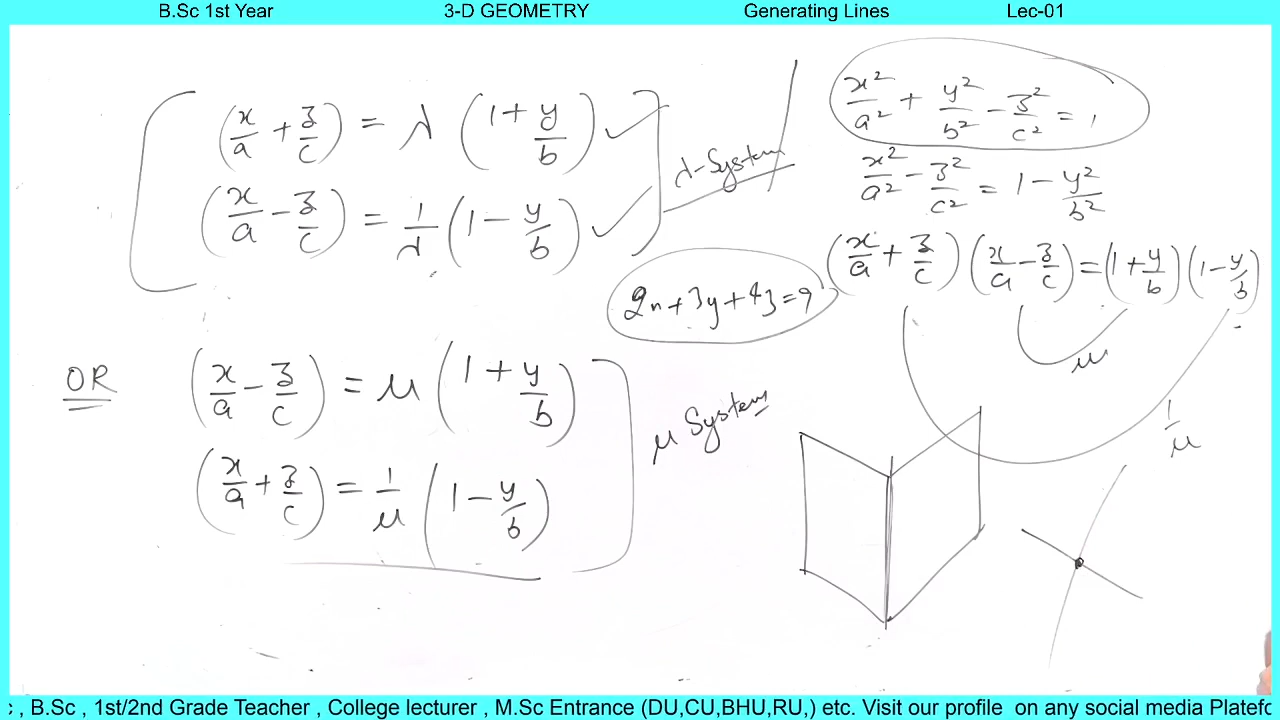 B.Sc 1st Year 3-D GEOMETRY Generating Lines Lec-01
(x/a + z/c) = λ (1 + y/b)
(x/a - z/c) = 1/λ (1 - y/b)
λ-System
OR
(x/a - z/c) = μ (1 + y/b)
(x/a + z/c) = 1/μ (1 - y/b)
μ System
x²/a² + y²/b² - z²/c² = 1
x²/a² - z²/c² = 1 - y²/b²
(x/a + z/c) (x/a - z/c) = (1 + y/b) (1 - y/b)
μ
1/μ
2x+3y+4z=9
, B.Sc , 1st/2nd Grade Teacher , College lecturer , M.Sc Entrance (DU,CU,BHU,RU,) etc. Visit our profile on any social media Platefo